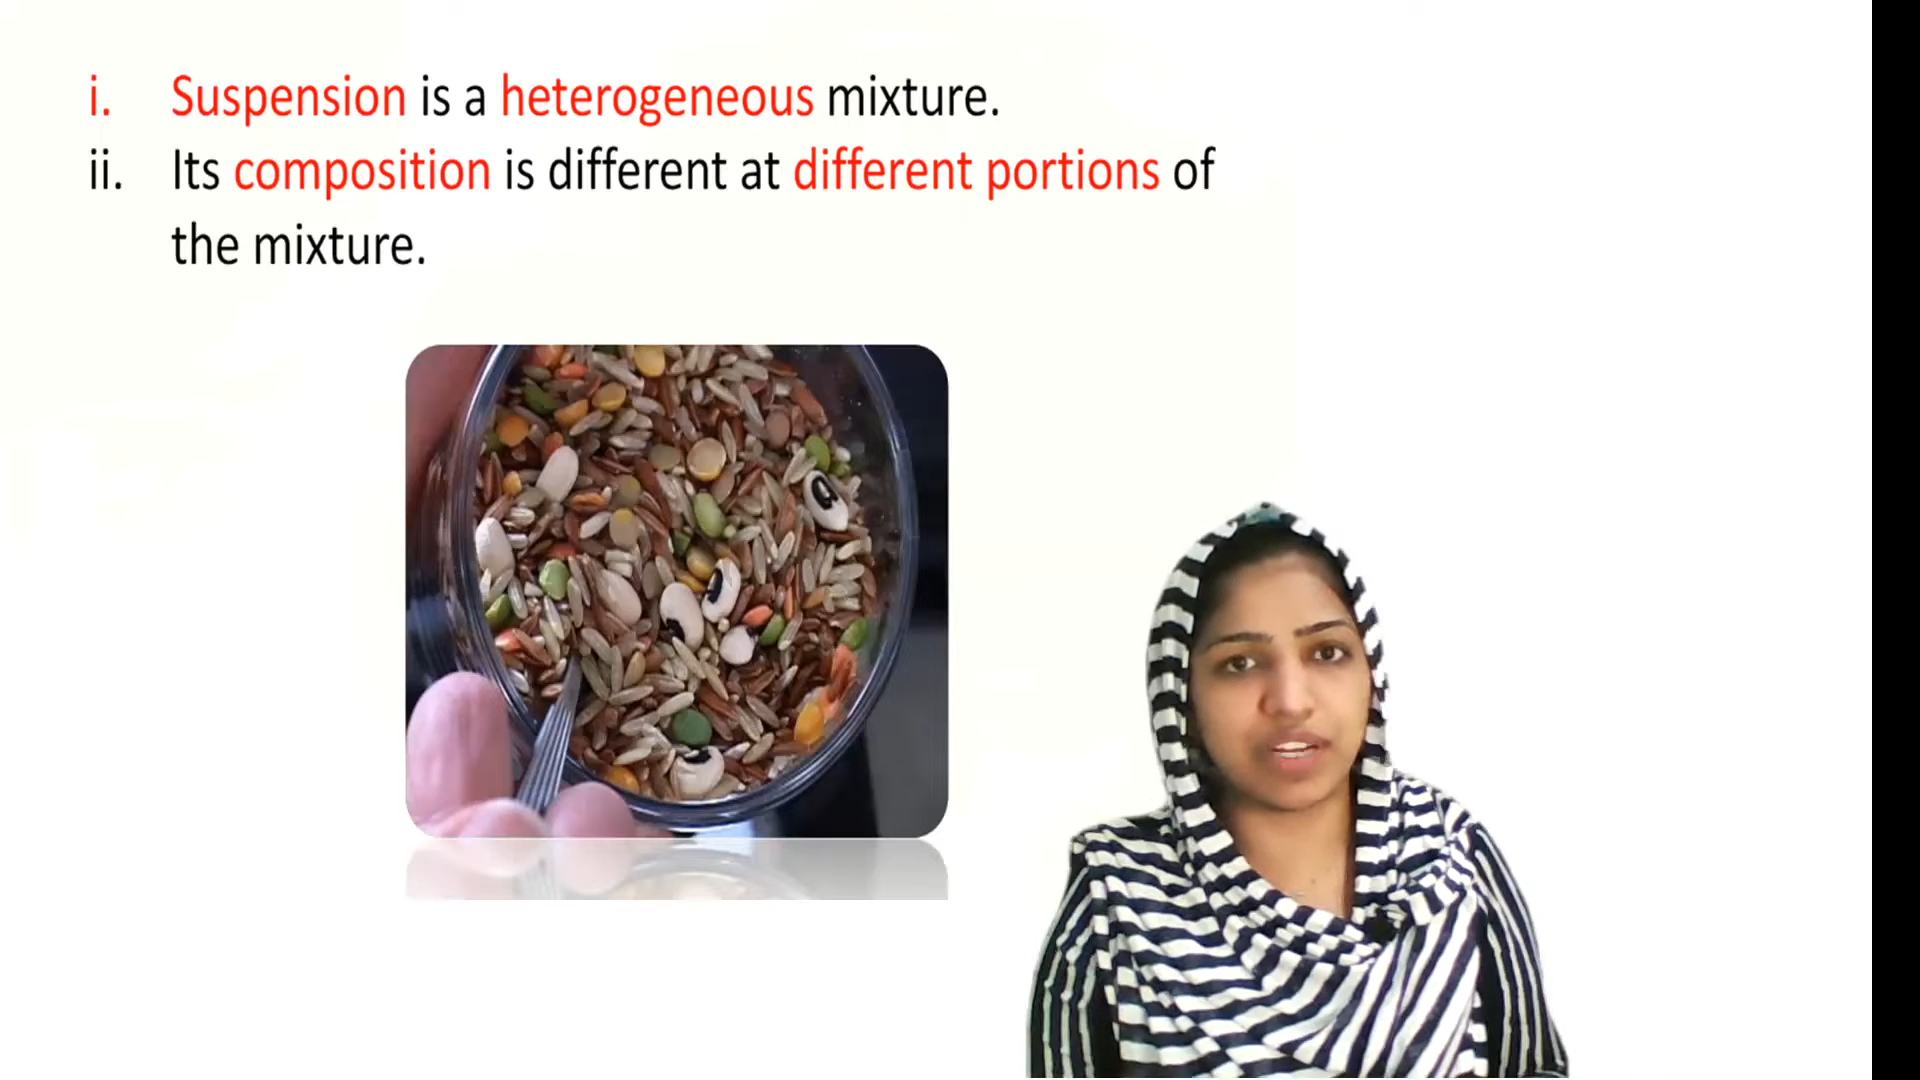 i. Suspension is a heterogeneous mixture.
ii. Its composition is different at different portions of
the mixture.